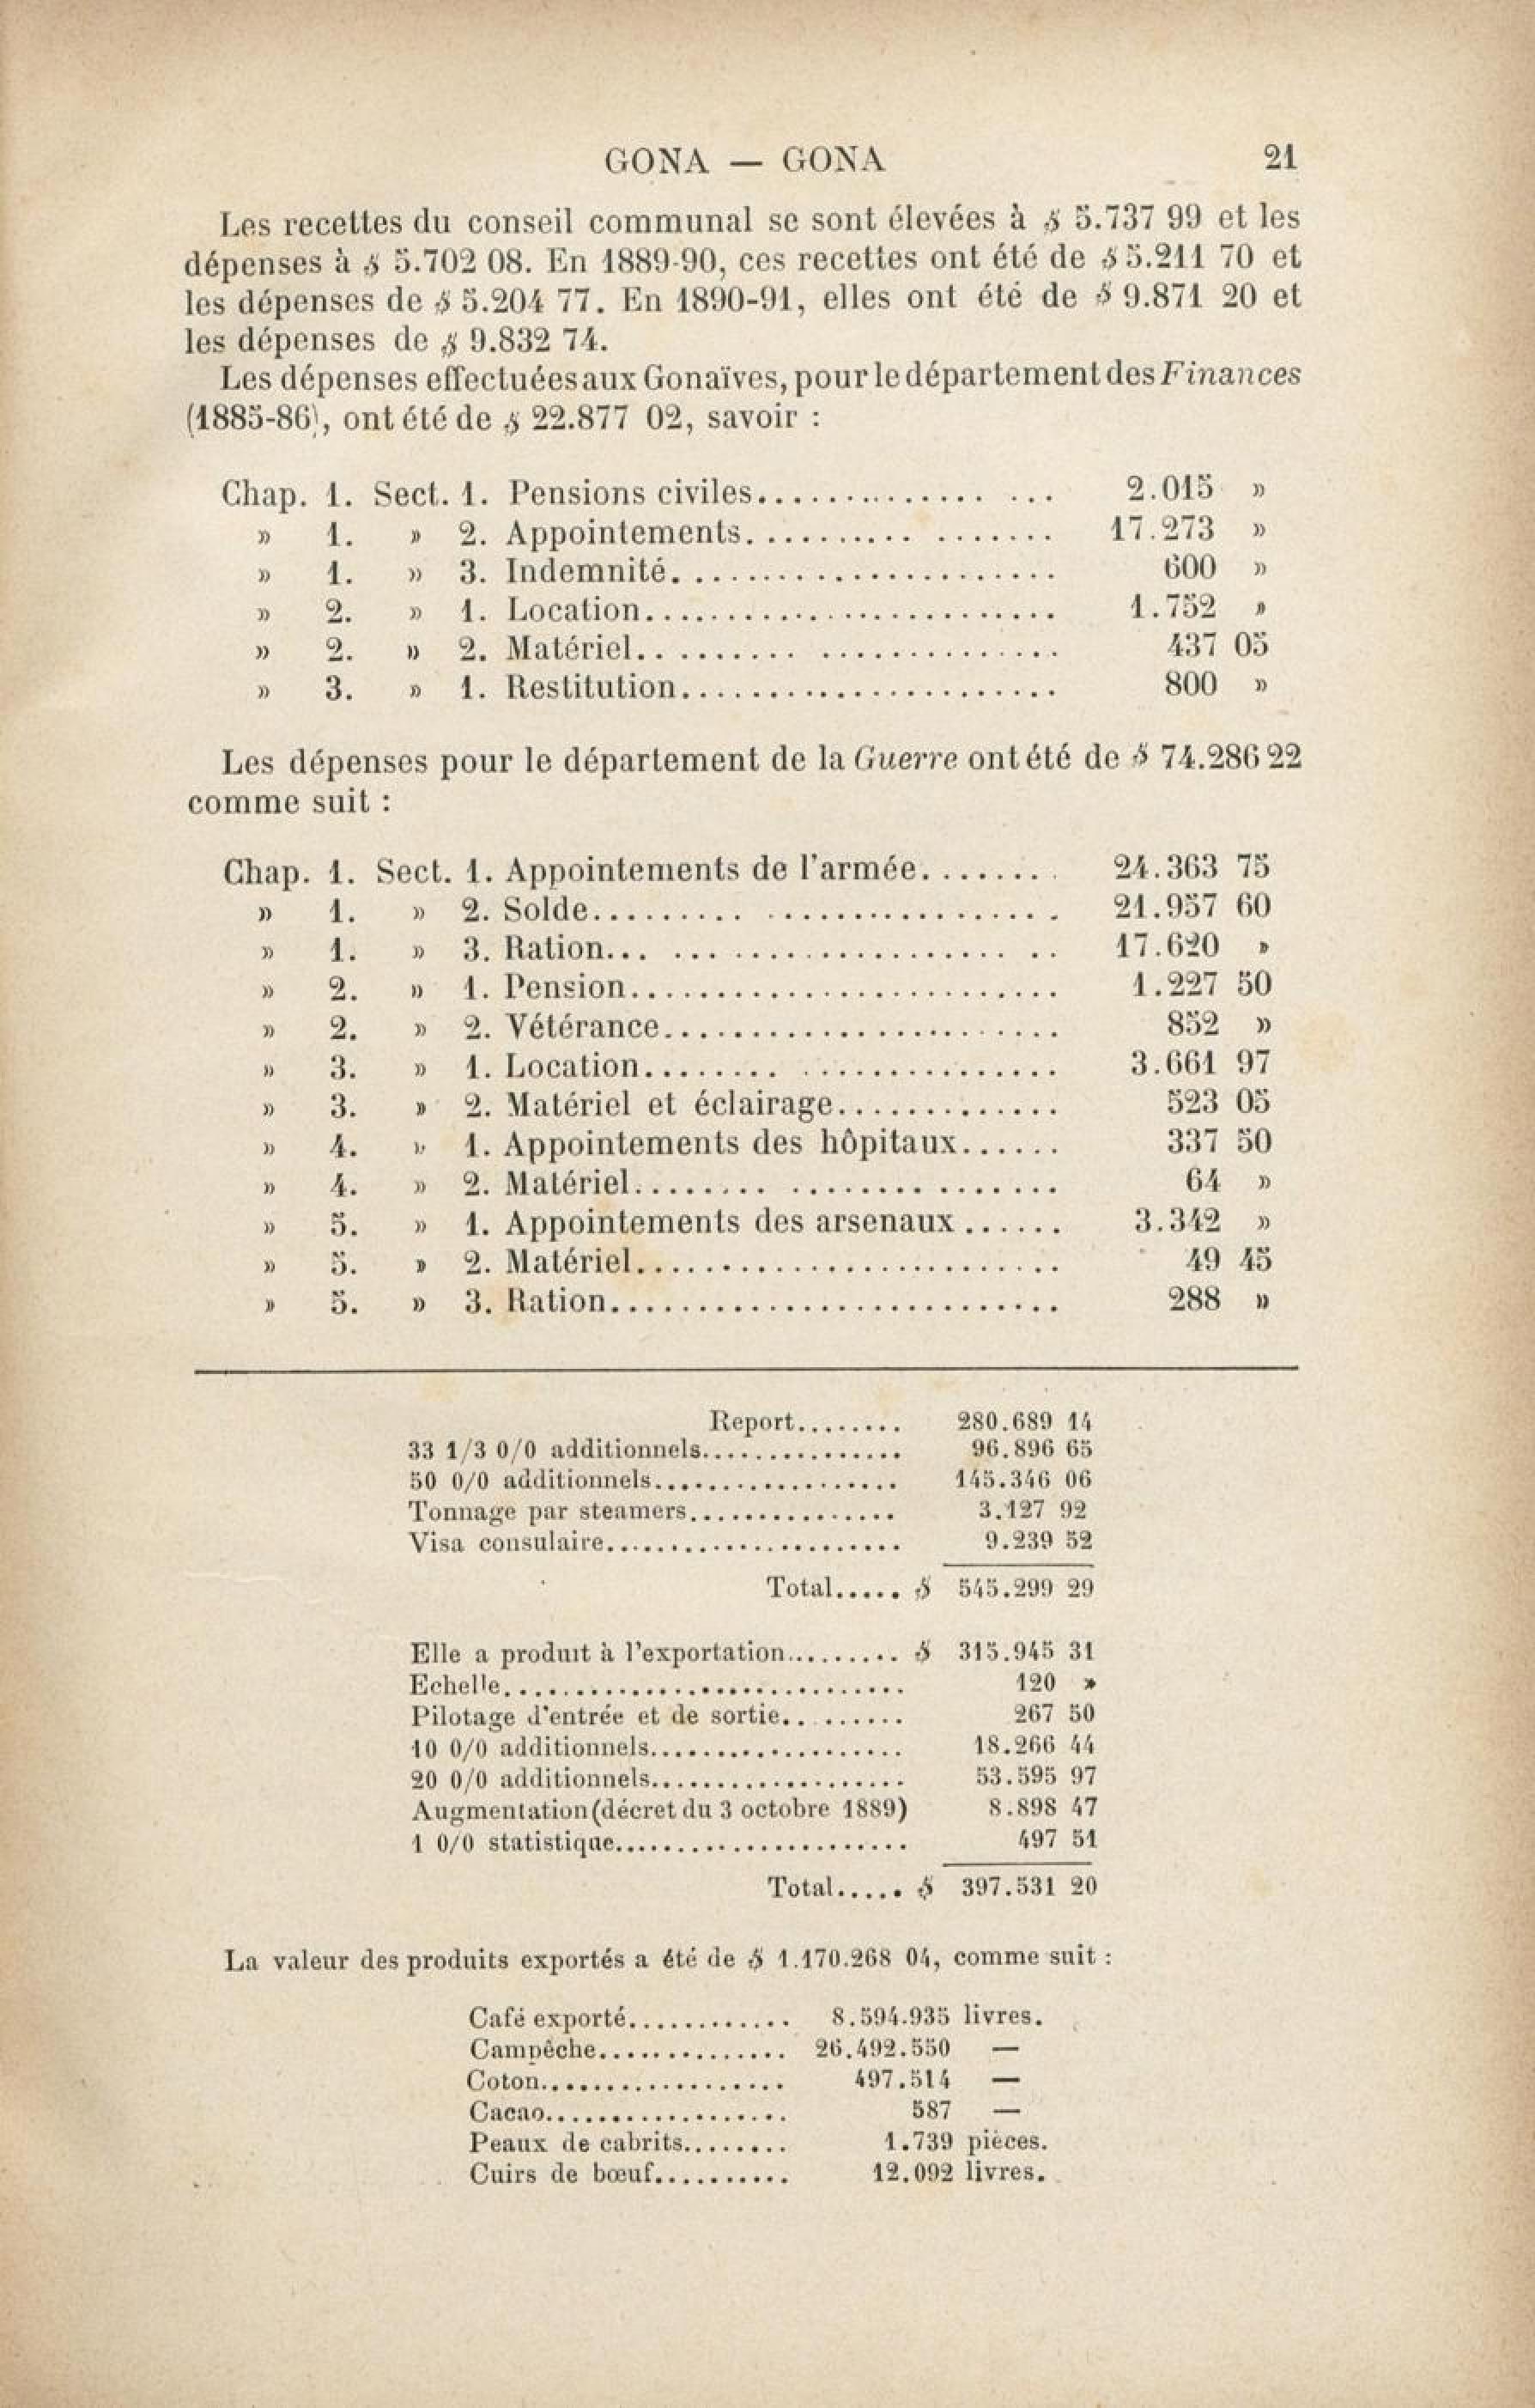 GONA — GONA 21
Les recettes du conseil communal se sont élevées à $ 5.737 99 et les
dépenses à $ 5.702 08. En 1889-90, ces recettes ont été de $ 5.211 70 et
les dépenses de $ 5.204 77. En 1890-91, elles ont été de $ 9.871 20 et
les dépenses de $ 9.832 74.
Les dépenses effectuées aux Gonaïves, pour le département des Finances
(1885-86), ont été de $ 22.877 02, savoir :
Chap. 1. Sect. 1. Pensions civiles.............. ... 2.015 »
» 1. » 2. Appointements........... ....... 17.273 »
» 1. » 3. Indemnité....................... 600 »
» 2. » 1. Location......................... 1.752 »
» 2. » 2. Matériel.......... ............... 437 05
» 3. » 1. Restitution...................... 800 »
Les dépenses pour le département de la Guerre ont été de $ 74.286 22
comme suit :
Chap. 1. Sect. 1. Appointements de l'armée......... 24.363 75
» 1. » 2. Solde.......... .................. 21.957 60
» 1. » 3. Ration... ................... .. 17.620 »
» 2. » 1. Pension.......................... 1.227 50
» 2. » 2. Vétérance........................ 852 »
» 3. » 1. Location........ ................ 3.661 97
» 3. » 2. Matériel et éclairage............. 523 05
» 4. » 1. Appointements des hôpitaux...... 337 50
» 4. » 2. Matériel......... ................ 64 »
» 5. » 1. Appointements des arsenaux...... 3.342 »
» 5. » 2. Matériel......................... 49 45
» 5. » 3. Ration........................... 288 »
Report........ 280.689 14
33 1/3 0/0 additionnels................ 96.896 65
50 0/0 additionnels................... 145.346 06
Tonnage par steamers................ 3.127 92
Visa consulaire....................... 9.239 52
Total..... $ 545.299 29
Elle a produit à l'exportation......... $ 315.945 31
Echelle............................... 120 »
Pilotage d'entrée et de sortie......... 267 50
10 0/0 additionnels................... 18.266 44
20 0/0 additionnels................... 53.595 97
Augmentation (décret du 3 octobre 1889) 8.898 47
1 0/0 statistique...................... 497 51
Total..... $ 397.531 20
La valeur des produits exportés a été de $ 1.170.268 04, comme suit :
Café exporté............ 8.594.935 livres.
Campêche.............. 26.492.550 —
Coton.................. 497.514 —
Cacao.................. 587 —
Peaux de cabrits........ 1.739 pièces.
Cuirs de bœuf.......... 12.092 livres.